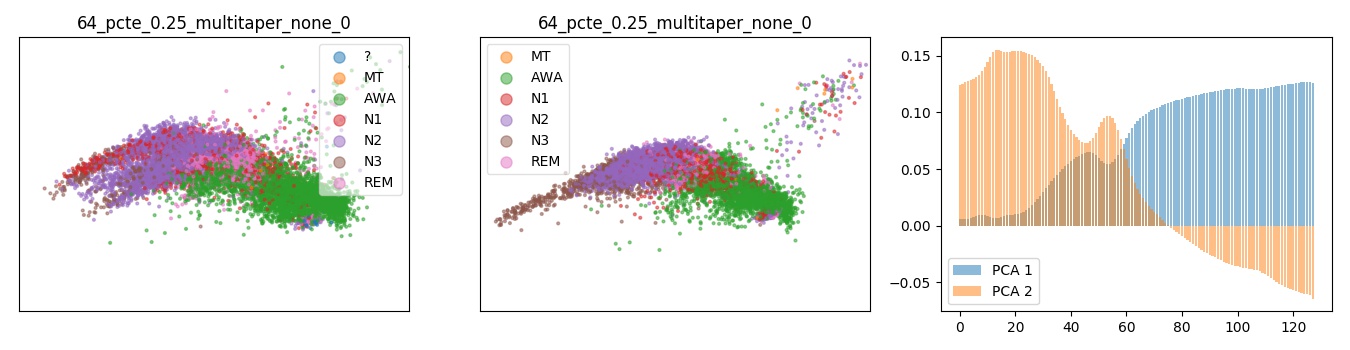 64_pcte_0.25_multitaper_none_0
?
MT
AWA
N1
N2
N3
REM
64_pcte_0.25_multitaper_none_0
MT
AWA
N1
N2
N3
REM
0.15
0.10
0.05
0.00
−0.05
PCA 1
PCA 2
0 20 40 60 80 100 120